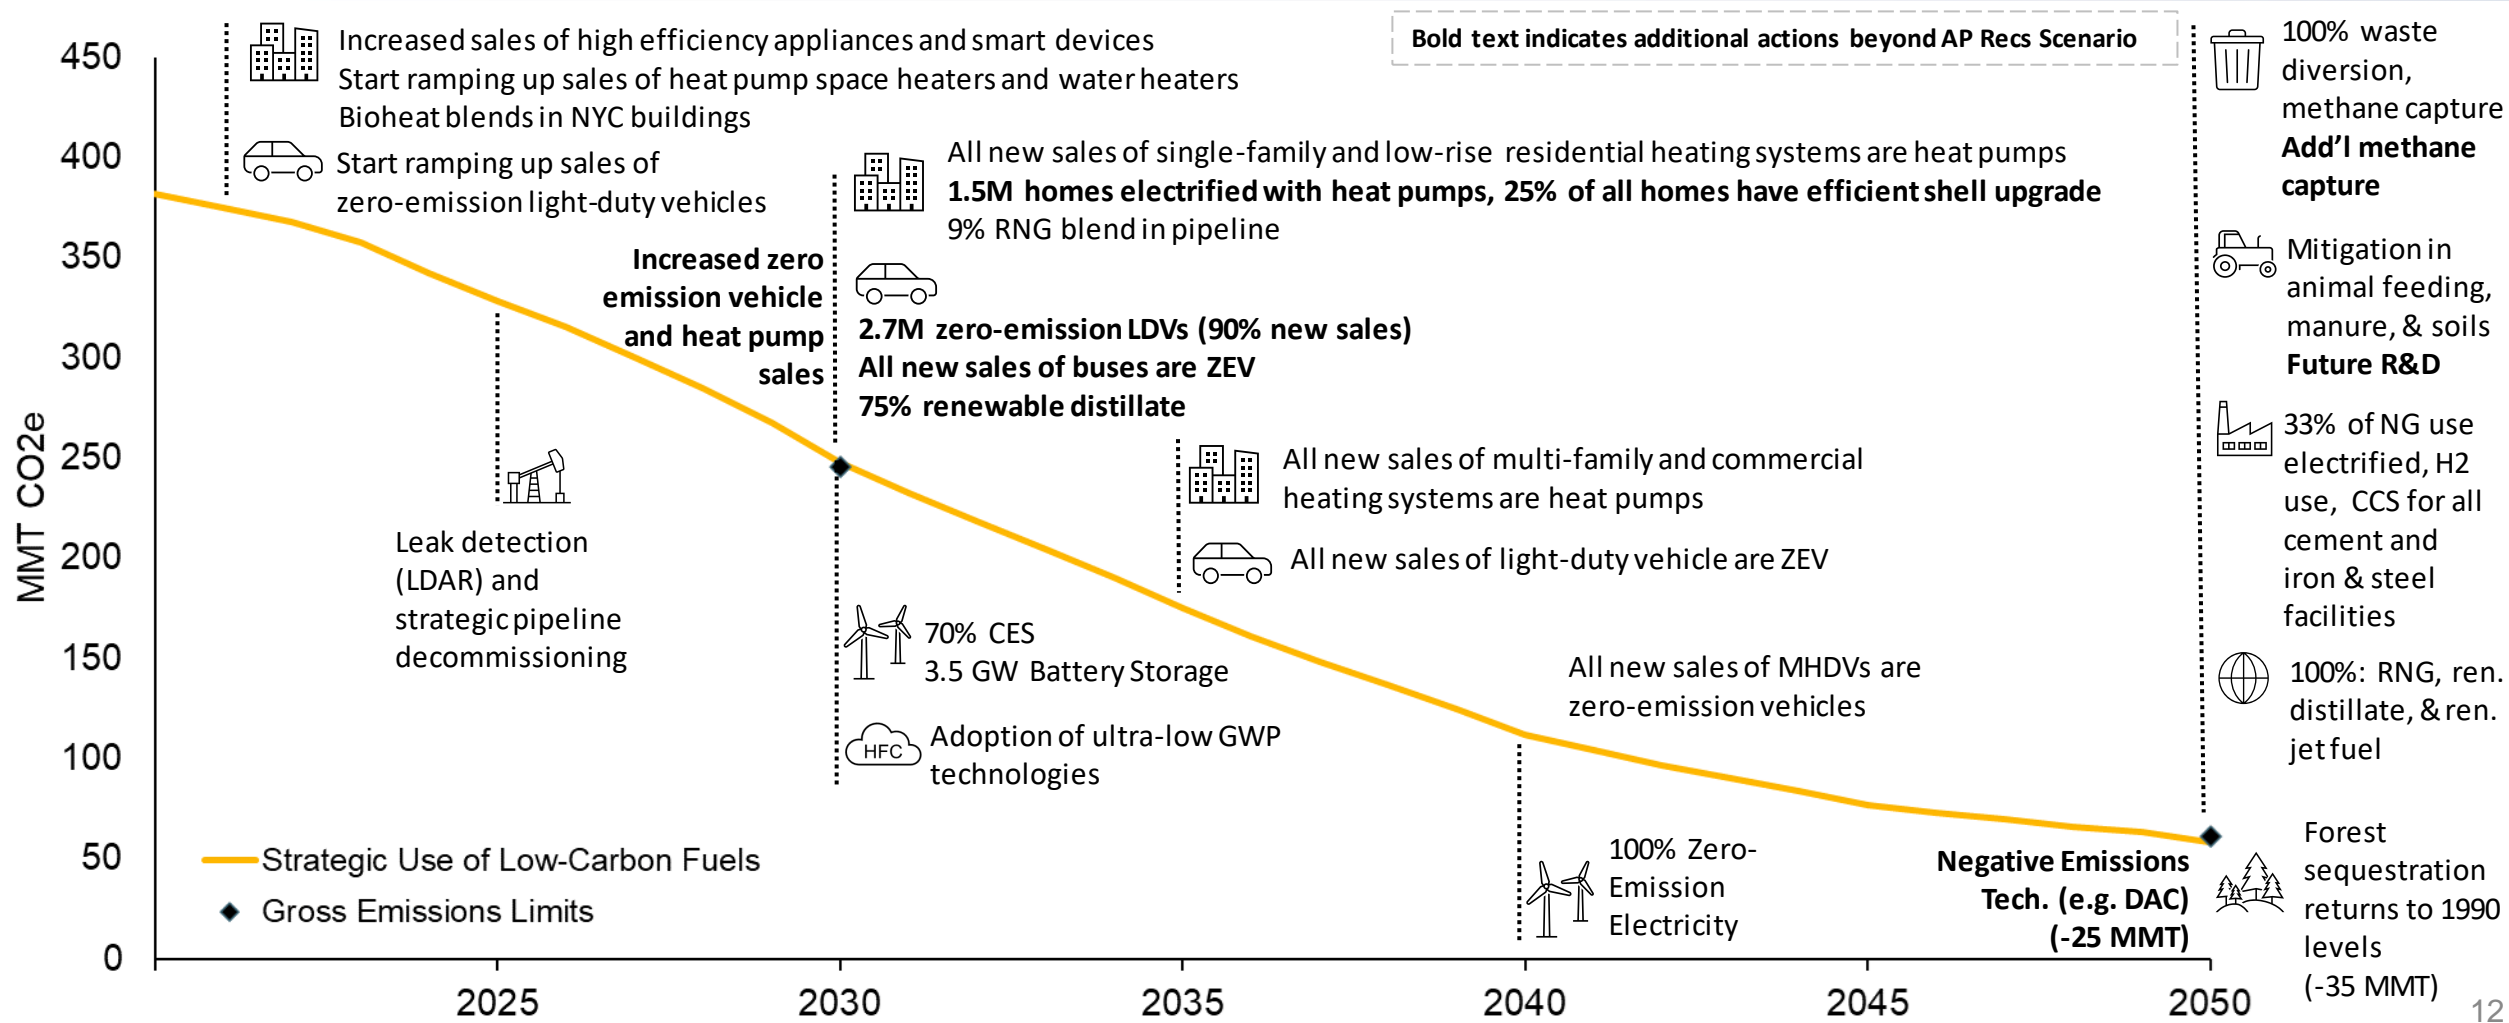 Increased sales of high efficiency appliances and smart devices
Start ramping up sales of heat pump space heaters and water heaters
Bioheat blends in NYC buildings
Start ramping up sales of
zero-emission light-duty vehicles
Bold text indicates additional actions beyond AP Recs Scenario
All new sales of single-family and low-rise residential heating systems are heat pumps
1.5M homes electrified with heat pumps, 25% of all homes have efficient shell upgrade
9% RNG blend in pipeline
Increased zero
emission vehicle
and heat pump
sales
2.7M zero-emission LDVs (90% new sales)
All new sales of buses are ZEV
75% renewable distillate
Leak detection
(LDAR) and
strategic pipeline
decommissioning
All new sales of multi-family and commercial
heating systems are heat pumps
All new sales of light-duty vehicle are ZEV
70% CES
3.5 GW Battery Storage
HFC
Adoption of ultra-low GWP
technologies
All new sales of MHDVs are
zero-emission vehicles
100% Zero-
Emission
Electricity
Negative Emissions
Tech. (e.g. DAC)
(-25 MMT)
100% waste
diversion,
methane capture
Add'l methane
capture
Mitigation in
animal feeding,
manure, & soils
Future R&D
33% of NG use
electrified, H2
use, CCS for all
cement and
iron & steel
facilities
100%: RNG, ren.
distillate, & ren.
jet fuel
Forest
sequestration
returns to 1990
levels
(-35 MMT)
MMT CO2e
450
400
350
300
250
200
150
100
50
0
Strategic Use of Low-Carbon Fuels
Gross Emissions Limits
2025
2030
2035
2040
2045
2050
12